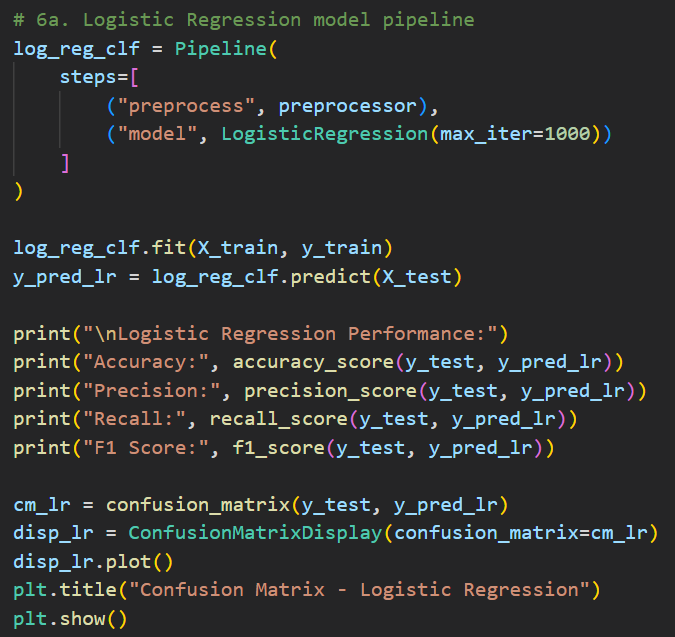 # 6a. Logistic Regression model pipeline
log_reg_clf = Pipeline(
    steps=[
        ("preprocess", preprocessor),
        ("model", LogisticRegression(max_iter=1000))
    ]
)

log_reg_clf.fit(X_train, y_train)
y_pred_lr = log_reg_clf.predict(X_test)

print("\nLogistic Regression Performance:")
print("Accuracy:", accuracy_score(y_test, y_pred_lr))
print("Precision:", precision_score(y_test, y_pred_lr))
print("Recall:", recall_score(y_test, y_pred_lr))
print("F1 Score:", f1_score(y_test, y_pred_lr))

cm_lr = confusion_matrix(y_test, y_pred_lr)
disp_lr = ConfusionMatrixDisplay(confusion_matrix=cm_lr)
disp_lr.plot()
plt.title("Confusion Matrix - Logistic Regression")
plt.show()